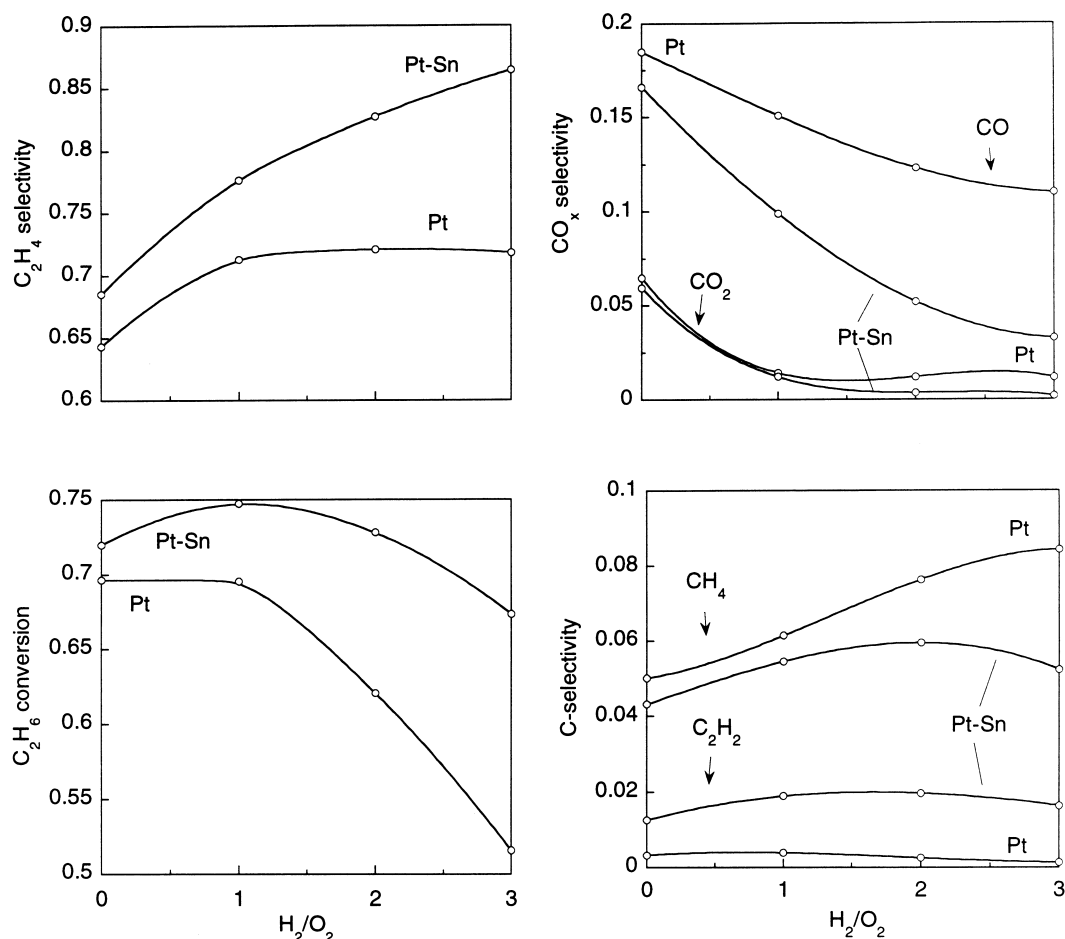 0.9
0.85
0.8
0.75
0.7
0.65
0.6
C₂H₄ selectivity
Pt-Sn
Pt
0
1
2
3
0.2
0.15
0.1
0.05
0
COₓ selectivity
Pt
CO
CO₂
Pt-Sn
Pt
0.75
0.7
0.65
0.6
0.55
0.5
C₂H₆ conversion
Pt-Sn
Pt
0
1
2
3
H₂/O₂
0.1
0.08
0.06
0.04
0.02
0
C-selectivity
Pt
CH₄
C₂H₂
Pt-Sn
Pt
0
1
2
3
H₂/O₂